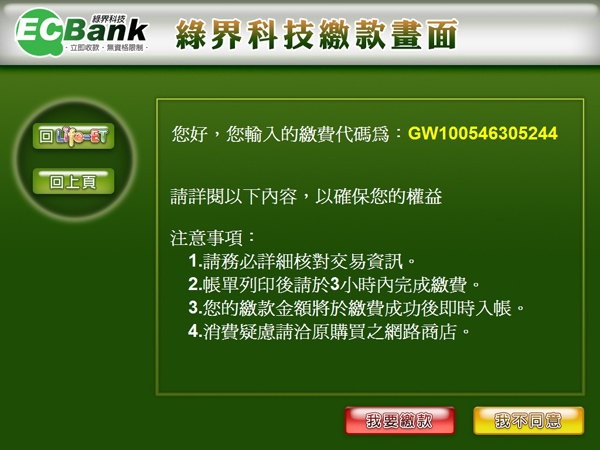 綠界科技
ECBank
·立即收款·無資格限制·
綠界科技繳款畫面
回Life-ET
回上頁
您好，您輸入的繳費代碼為：GW100546305244
請詳閱以下內容，以確保您的權益
注意事項：
1.請務必詳細核對交易資訊。
2.帳單列印後請於3小時內完成繳費。
3.您的繳款金額將於繳費成功後即時入帳。
4.消費疑慮請洽原購買之網路商店。
我要繳款
我不同意